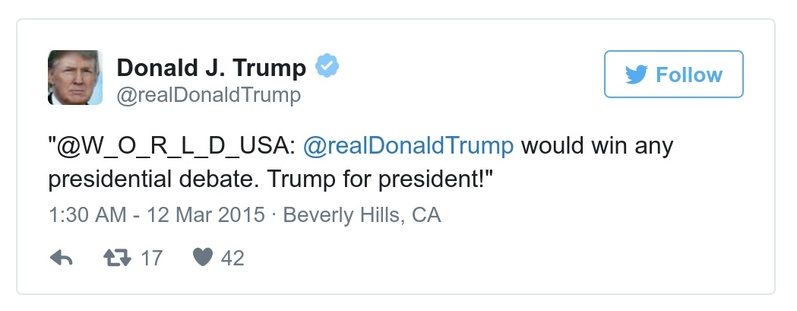 Donald J. Trump
@realDonaldTrump
Follow
"@W_O_R_L_D_USA: @realDonaldTrump would win any
presidential debate. Trump for president!"
1:30 AM - 12 Mar 2015 · Beverly Hills, CA
17 42